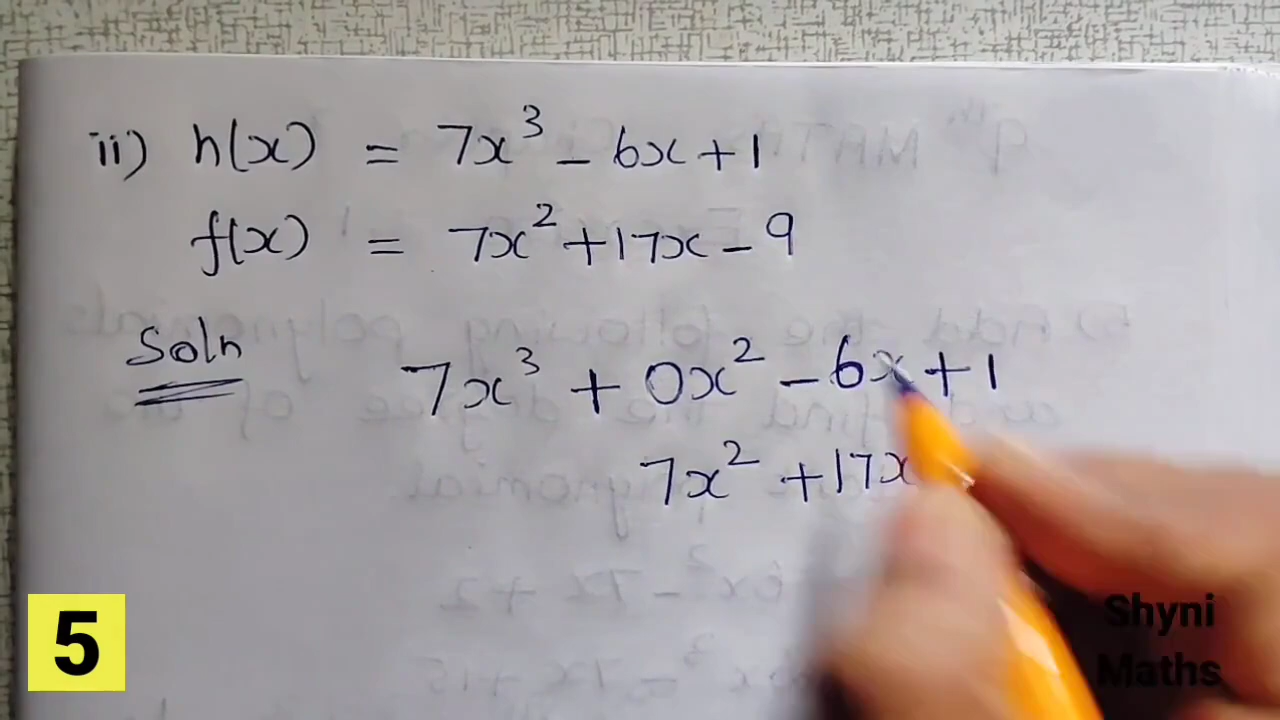 ii) h(x) = 7x³ - 6x + 1
f(x) = 7x² + 17x - 9
Soln
7x³ + 0x² - 6x + 1
7x² + 17x
5
Shyni
Maths